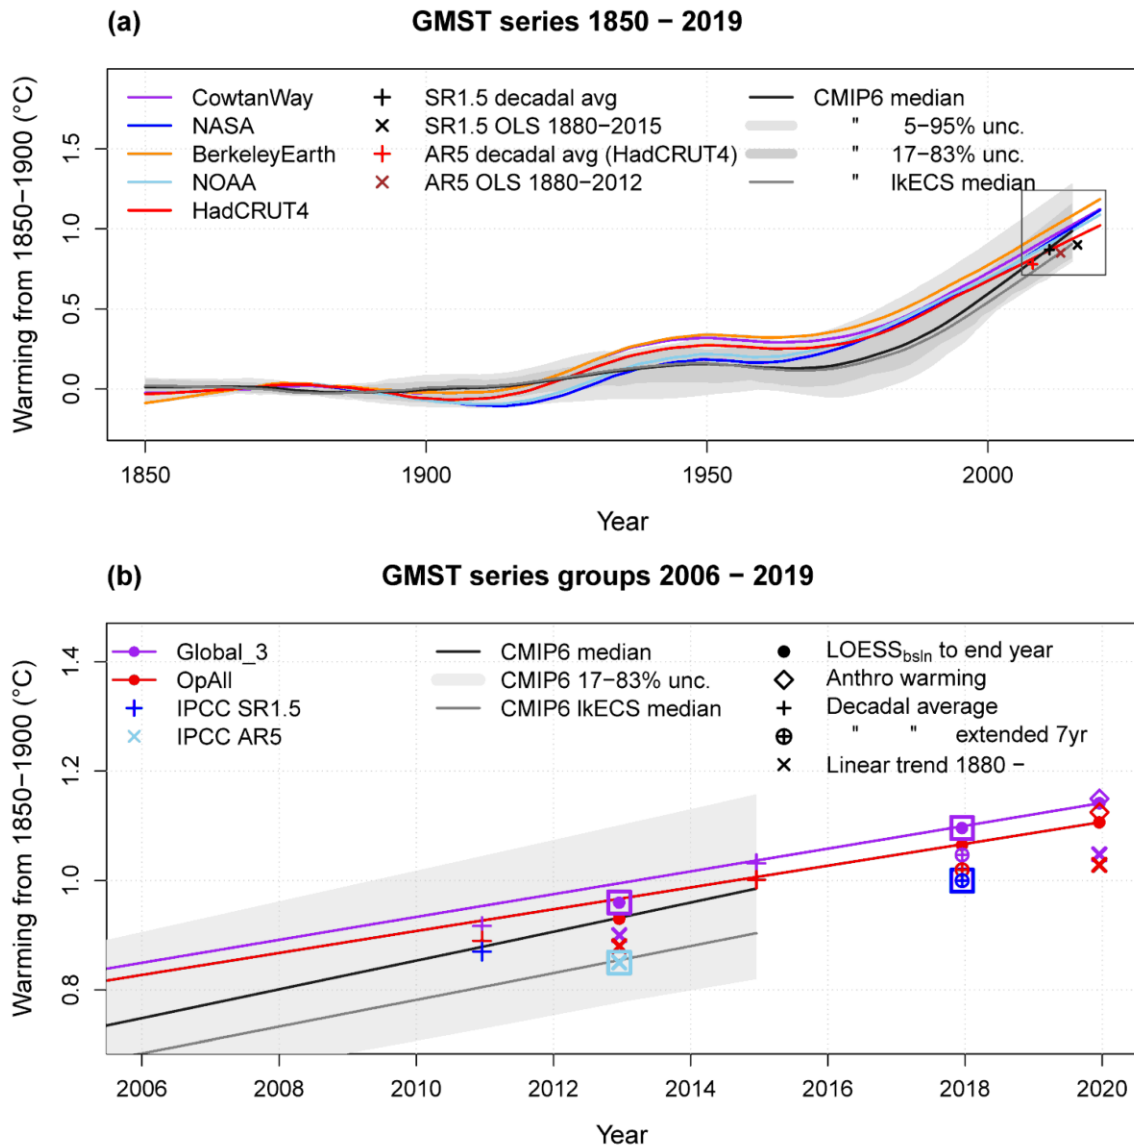 (a) GMST series 1850 − 2019
Warming from 1850−1900 (°C)
0.0 0.5 1.0 1.5
CowtanWay
NASA
BerkeleyEarth
NOAA
HadCRUT4
SR1.5 decadal avg
SR1.5 OLS 1880−2015
AR5 decadal avg (HadCRUT4)
AR5 OLS 1880−2012
CMIP6 median
" 5−95% unc.
" 17−83% unc.
" lkECS median
1850 1900 1950 2000
Year
(b) GMST series groups 2006 − 2019
Warming from 1850−1900 (°C)
0.8 1.0 1.2 1.4
Global_3
OpAll
IPCC SR1.5
IPCC AR5
CMIP6 median
CMIP6 17−83% unc.
CMIP6 lkECS median
LOESSbsln to end year
Anthro warming
Decadal average
" " extended 7yr
Linear trend 1880 −
2006 2008 2010 2012 2014 2016 2018 2020
Year